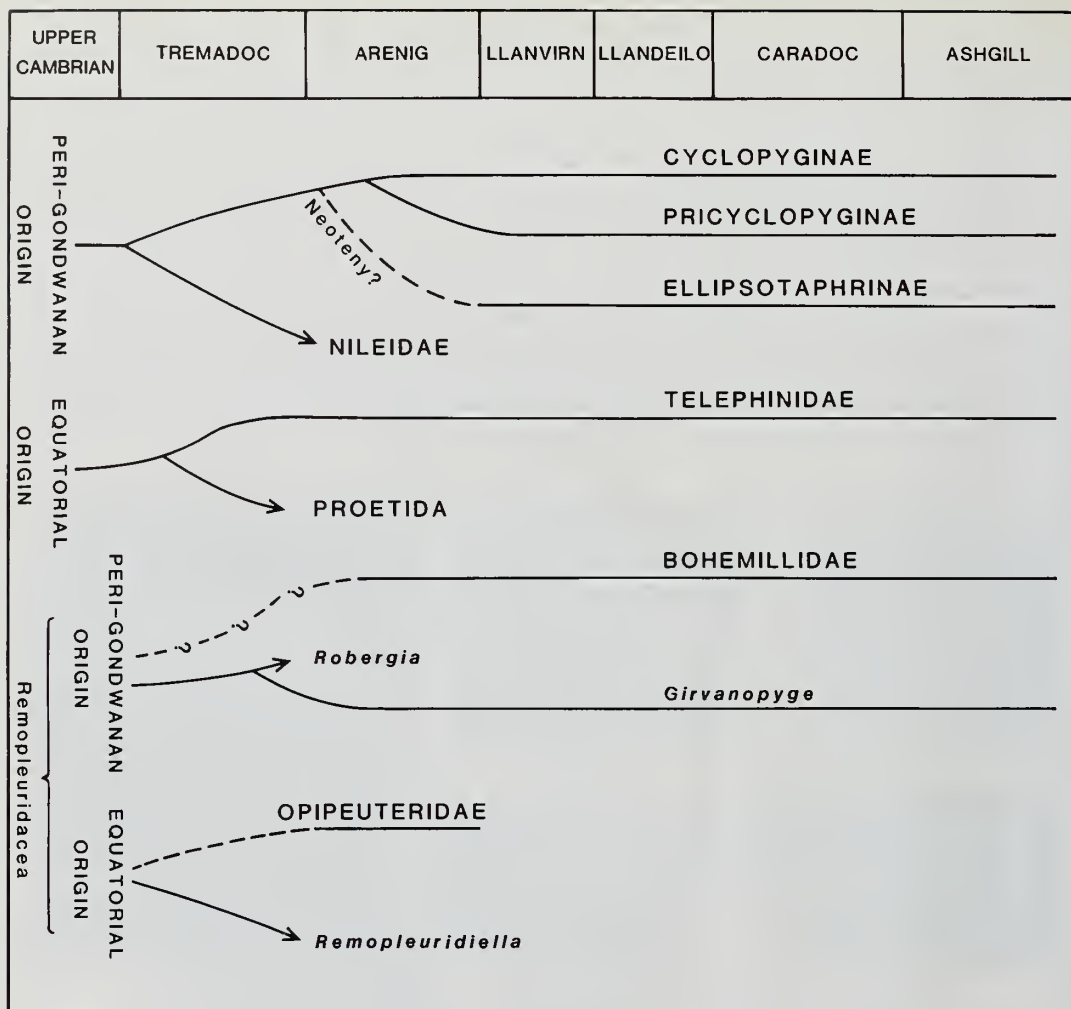 UPPER
CAMBRIAN
TREMADOC
ARENIG
LLANVIRN
LLANDEILO
CARADOC
ASHGILL
PERI-GONDWANAN
ORIGIN
CYCLOPYGINAE
PRICYCLOPYGINAE
Neoteny?
ELLIPSOTAPHRINAE
NILEIDAE
EQUATORIAL
ORIGIN
TELEPHINIDAE
PROETIDA
Remopleuridacea
PERI-GONDWANAN
ORIGIN
BOHEMILLIDAE
?
?
?
Robergia
Girvanopyge
EQUATORIAL
ORIGIN
OPIPEUTERIDAE
Remopleuridiella